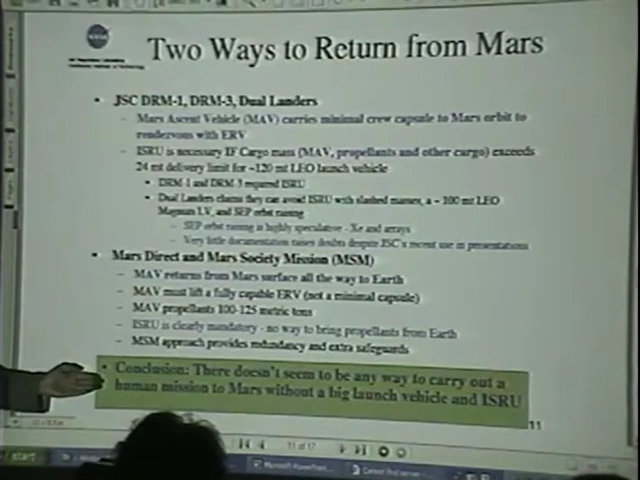 Two Ways to Return from Mars
• JSC DRM-1, DRM-3, Dual Landers
– Mars Ascent Vehicle (MAV) carries minimal crew capsule to Mars orbit to
rendezvous with ERV
– ISRU is necessary IF Cargo mass (MAV, propellants and other cargo) exceeds
24 mt delivery limit for ~120 mt LEO launch vehicle
• DRM-1 and DRM-3 required ISRU
• Dual Landers claims they can avoid ISRU with slashed masses, a ~ 100 mt LEO
Magnum LV, and SEP orbit raising
– SEP orbit raising is highly speculative - Xe and arrays
– Very little documentation raises doubts despite JSC's recent use in presentations
• Mars Direct and Mars Society Mission (MSM)
– MAV returns from Mars surface all the way to Earth
– MAV must lift a fully capable ERV (not a minimal capsule)
– MAV propellants 100-125 metric tons
– ISRU is clearly mandatory - no way to bring propellants from Earth
– MSM approach provides redundancy and extra safeguards
• Conclusion: There doesn't seem to be any way to carry out a
human mission to Mars without a big launch vehicle and ISRU
11
11 of 17
start
Microsoft PowerPoint